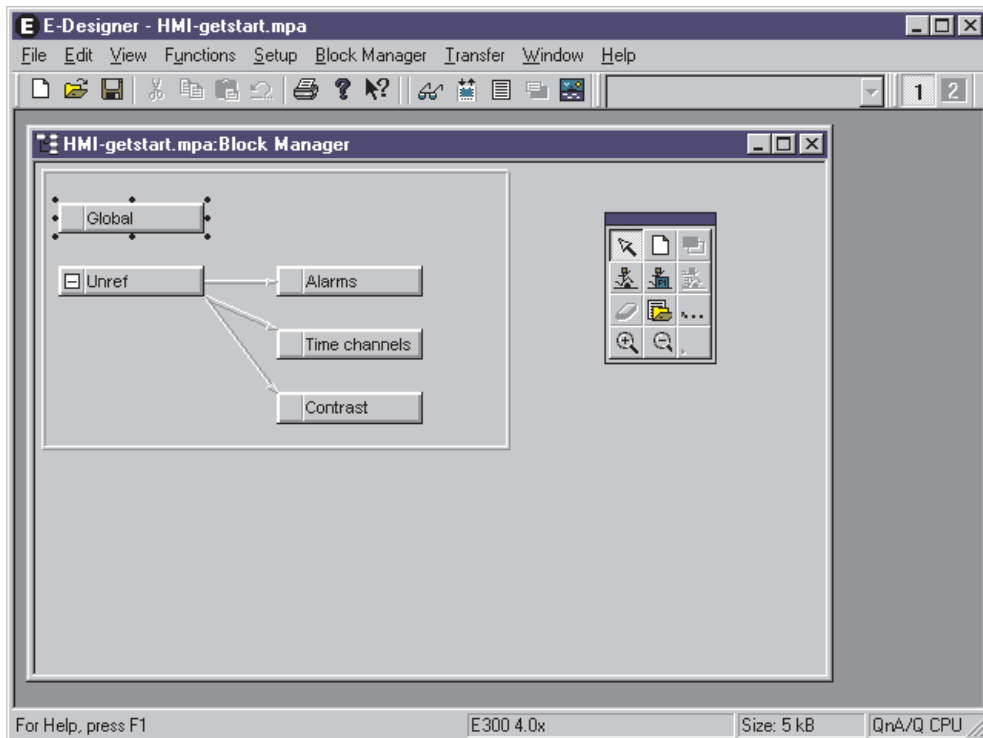 E E-Designer - HMI-getstart.mpa
File Edit View Functions Setup Block Manager Transfer Window Help
1 2
HMI-getstart.mpa:Block Manager
Global
Unref
Alarms
Time channels
Contrast
For Help, press F1
E300 4.0x
Size: 5 kB
QnA/Q CPU